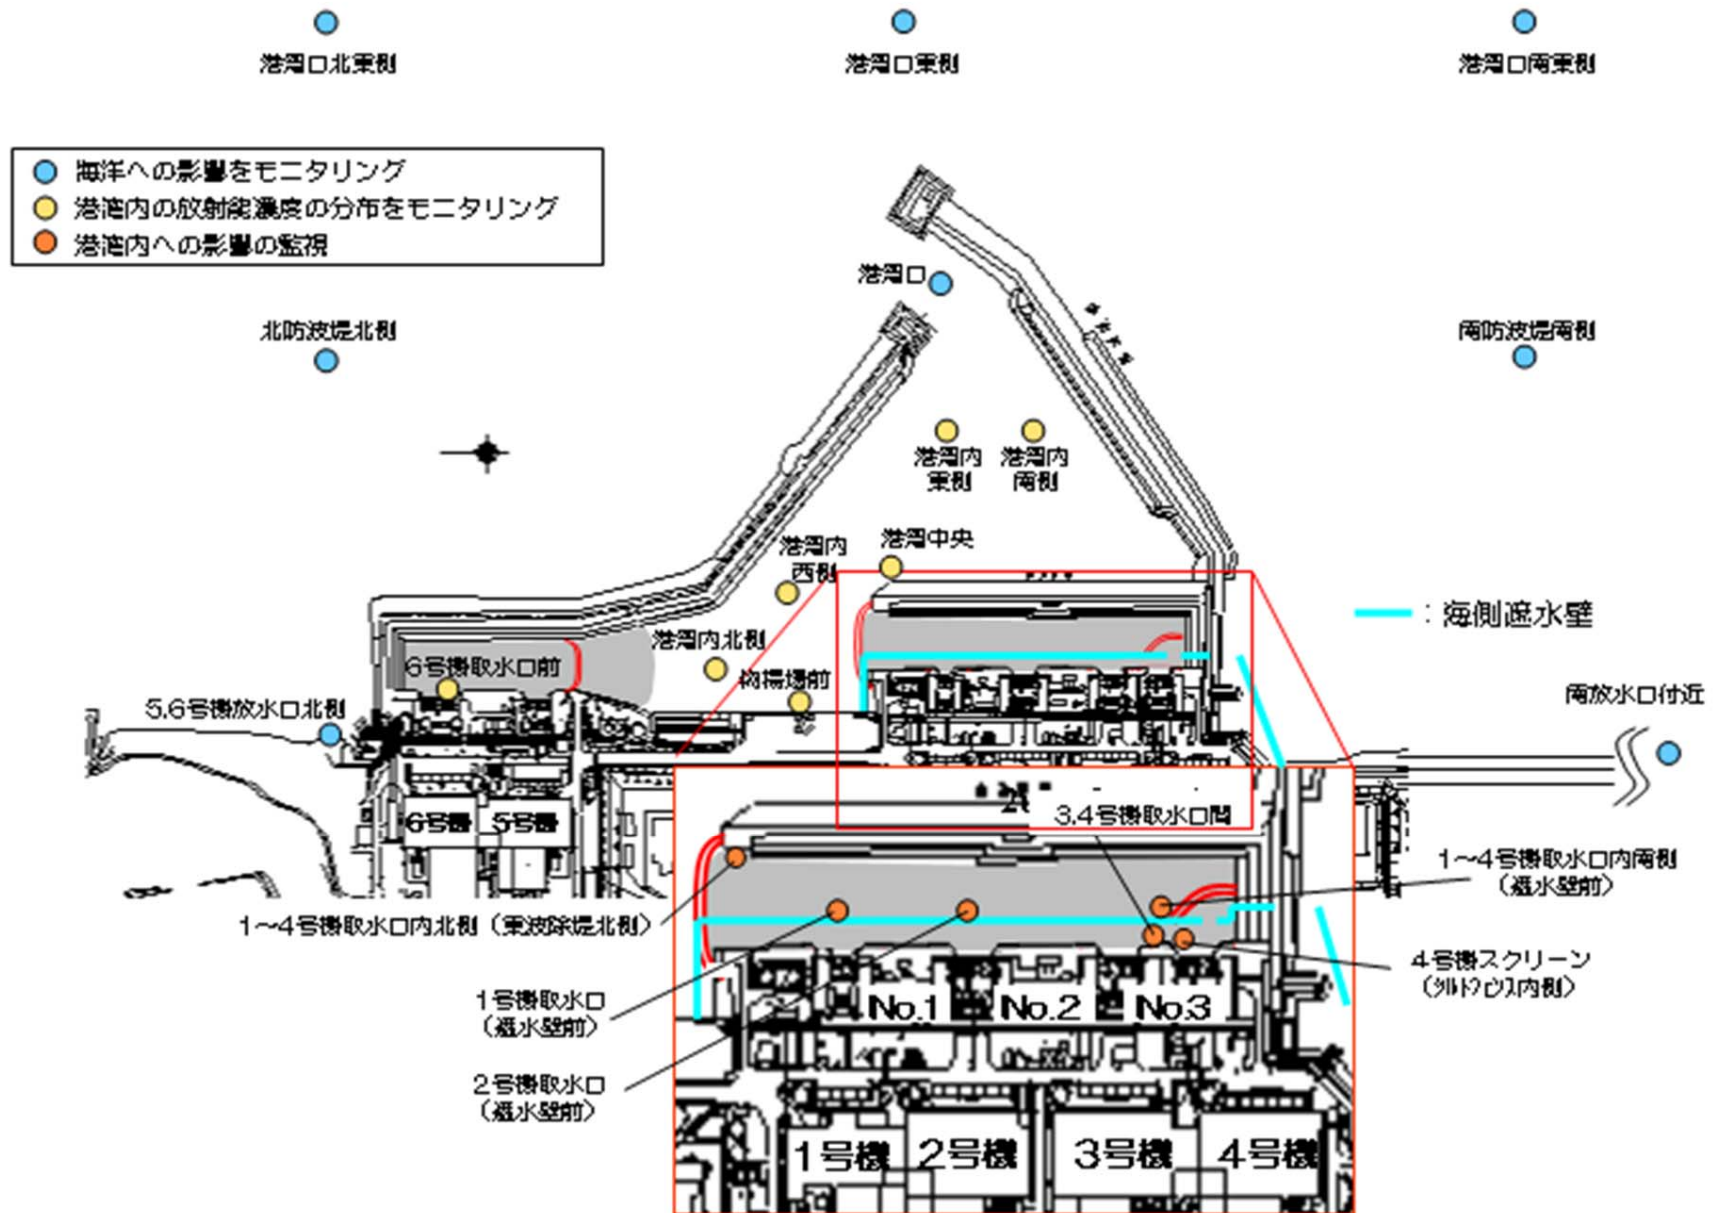 港湾口北東側
港湾口東側
港湾口南東側
海洋への影響をモニタリング
港湾内の放射能濃度の分布をモニタリング
港湾内への影響の監視
港湾口
北防波堤北側
南防波堤南側
港湾内
東側
港湾内
南側
港湾中央
港湾内
西側
:海側遮水壁
港湾内北側
6号機取水口前
物揚場前
南放水口付近
5,6号機放水口北側
6号機
5号機
3,4号機取水口間
1〜4号機取水口内南側
(遮水壁前)
1〜4号機取水口内北側(東波除堤北側)
4号機スクリーン
(シルトフェンス内側)
1号機取水口
(遮水壁前)
No.1
No.2
No.3
2号機取水口
(遮水壁前)
1号機
2号機
3号機
4号機